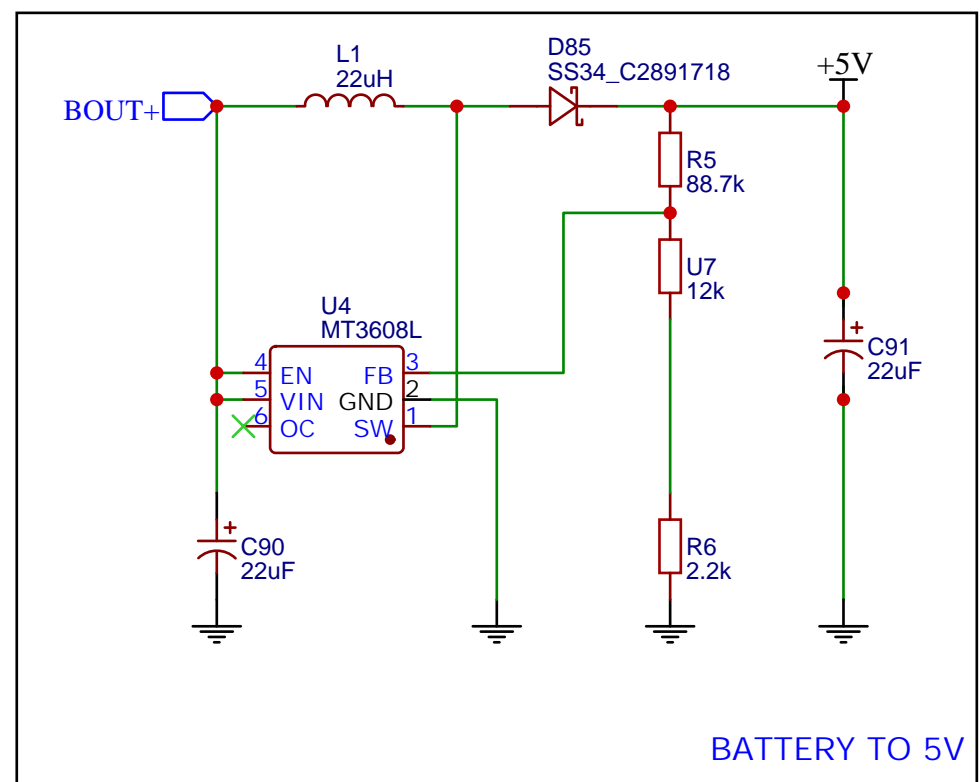 L1
22uH
D85
SS34_C2891718
+5V
BOUT+
R5
88.7k
U7
12k
U4
MT3608L
4 EN FB 3
5 VIN GND 2
6 OC SW 1
+
C91
22uF
+
C90
22uF
R6
2.2k
BATTERY TO 5V